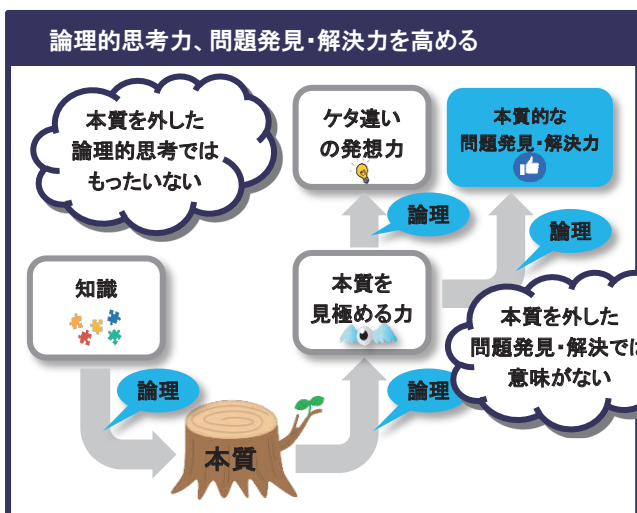 論理的思考力、問題発見・解決力を高める
本質を外した
論理的思考では
もったいない
ケタ違い
の発想力
本質的な
問題発見・解決力
論理
論理
知識
本質を
見極める力
本質を外した
問題発見・解決では
意味がない
論理
論理
本質